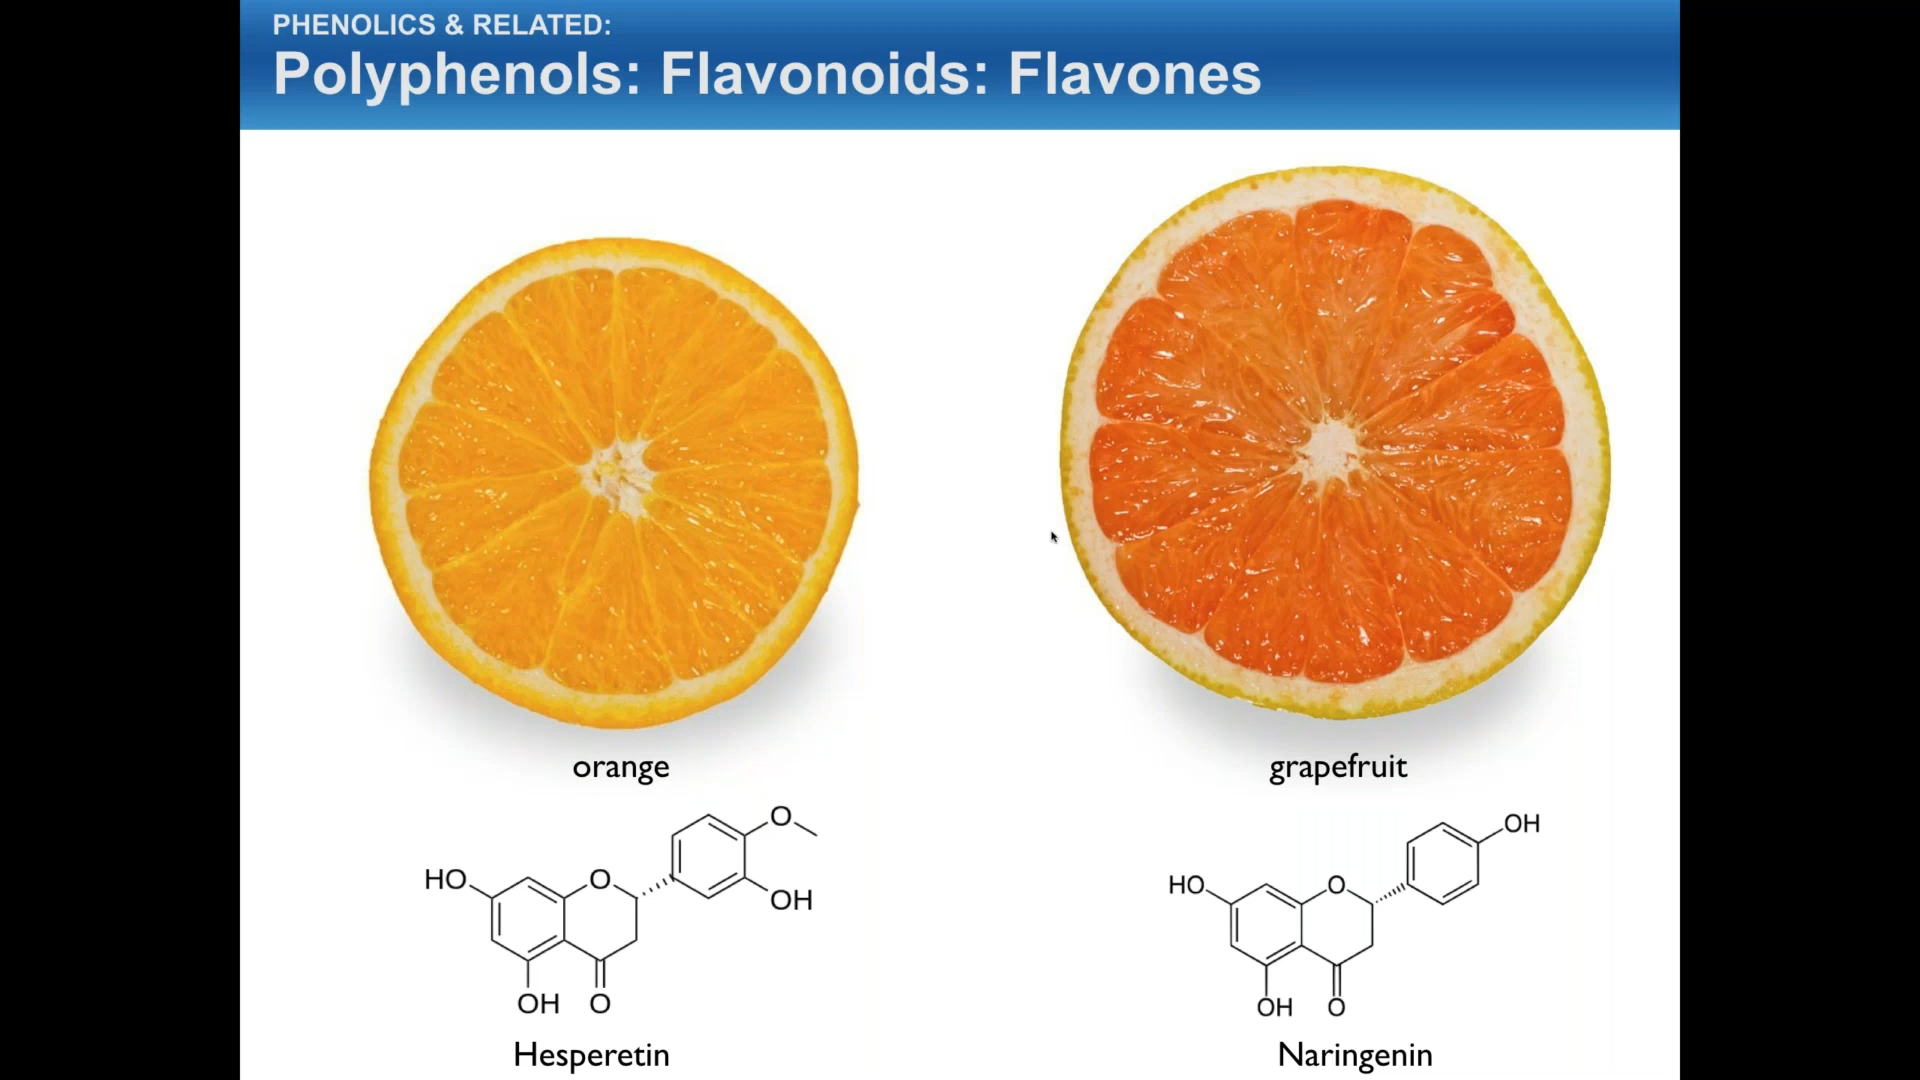 PHENOLICS & RELATED:
Polyphenols: Flavonoids: Flavones
orange
grapefruit
O
OH
HO
O
OH
OH
O
HO
O
OH
OH
O
Hesperetin
Naringenin